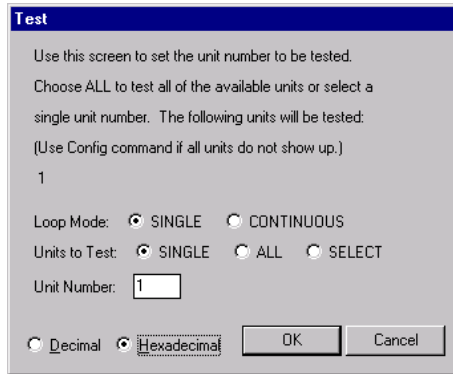 Test
Use this screen to set the unit number to be tested.
Choose ALL to test all of the available units or select a
single unit number. The following units will be tested:
(Use Config command if all units do not show up.)
1
Loop Mode: SINGLE CONTINUOUS
Units to Test: SINGLE ALL SELECT
Unit Number: 1
Decimal Hexadecimal OK Cancel